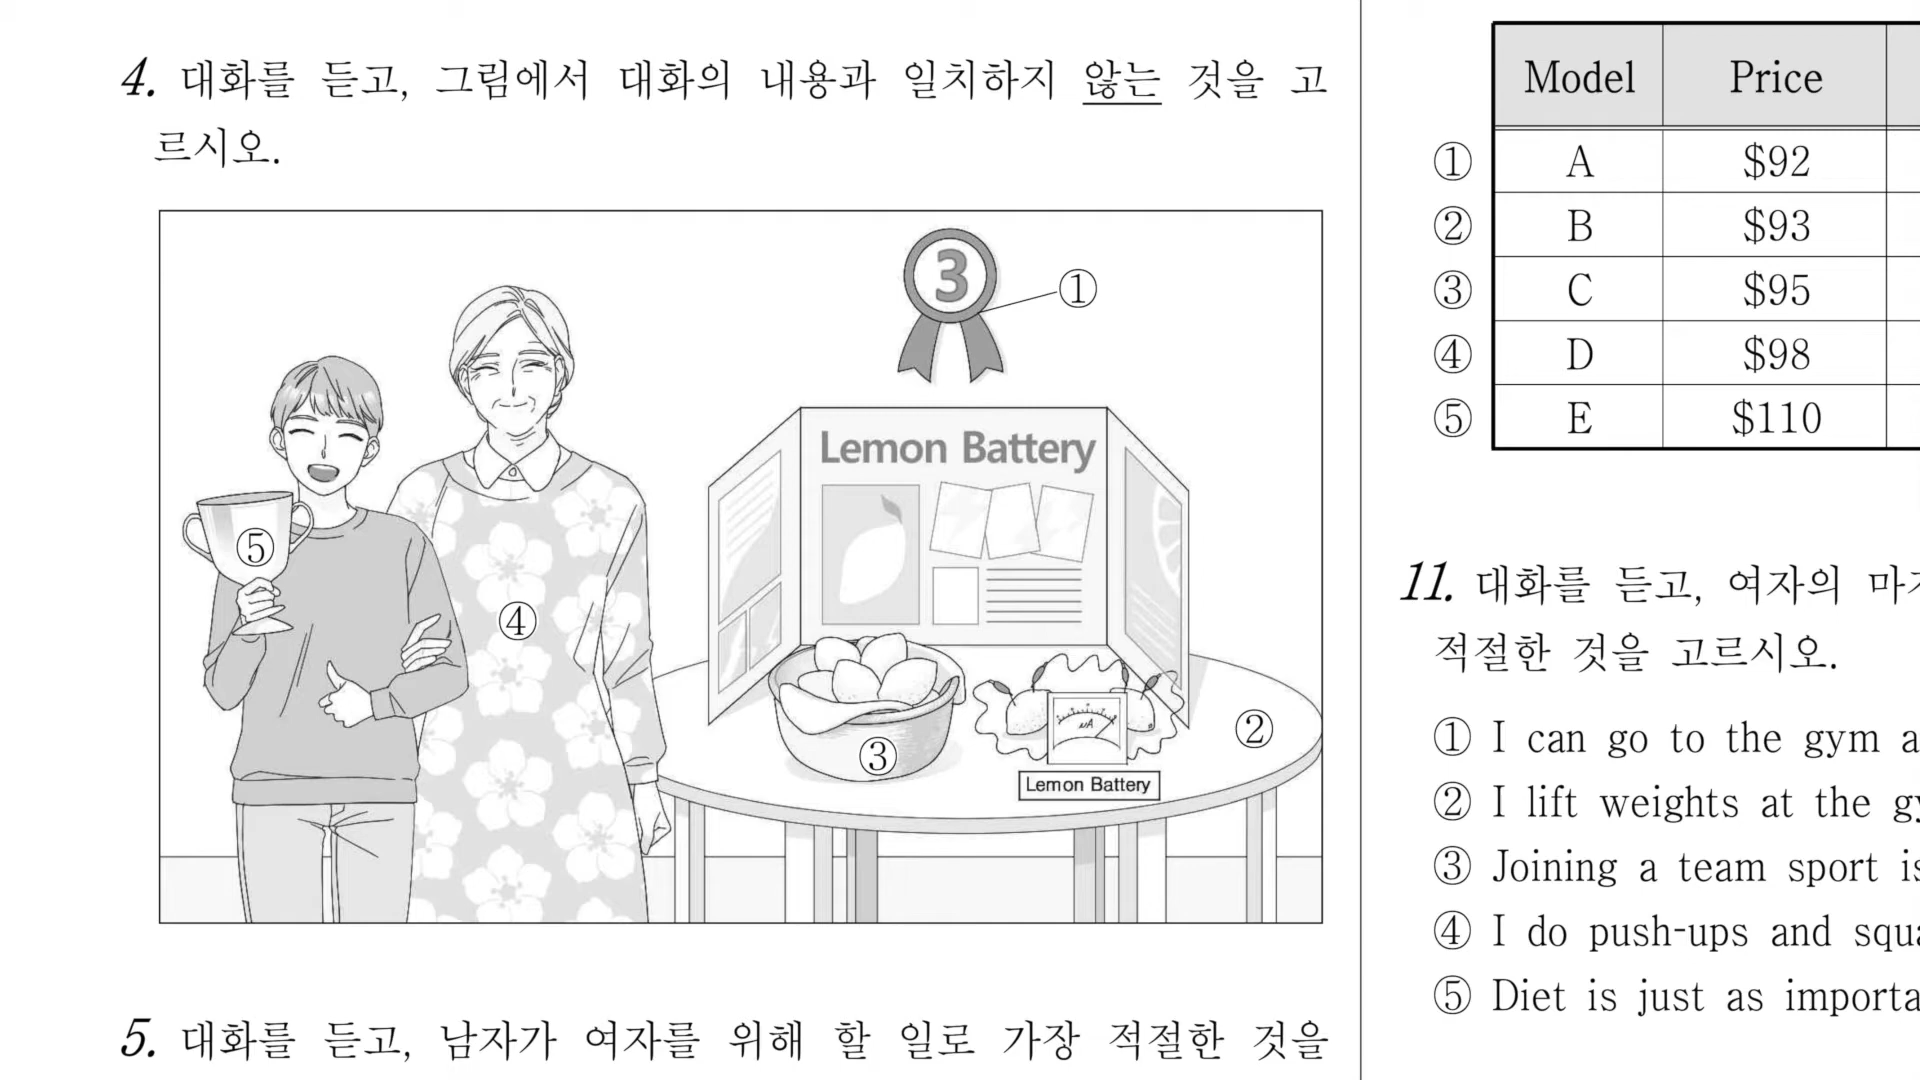 4. 대화를 듣고, 그림에서 대화의 내용과 일치하지 않는 것을 고
르시오.
3
①
Lemon Battery
⑤
④
μA
②
③
Lemon Battery
5. 대화를 듣고, 남자가 여자를 위해 할 일로 가장 적절한 것을
Model Price
① A $92
② B $93
③ C $95
④ D $98
⑤ E $110
11. 대화를 듣고, 여자의
적절한 것을 고르시오.
① I can go to the gym
② I lift weights at the
③ Joining a team sport
④ I do push-ups and
⑤ Diet is just as